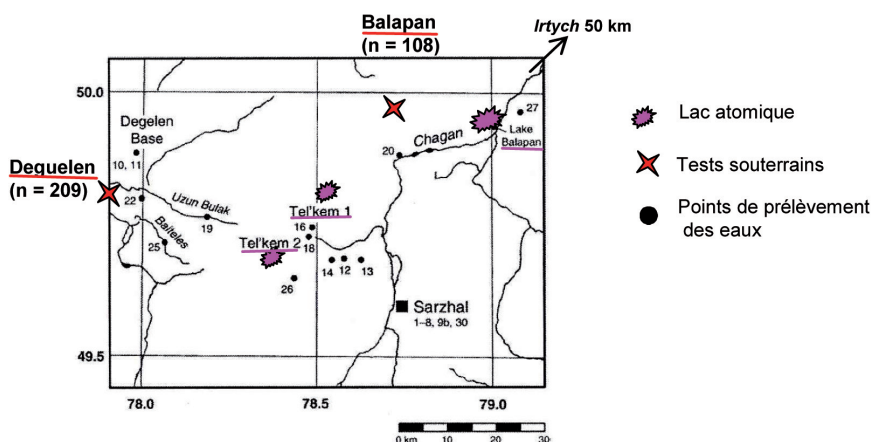 Balapan
(n = 108)
Irtych 50 km
50.0
Degelen
Base
10, 11
27
Lake
Balapan
Chagan
20
Deguelen
(n = 209)
22
Uzun Bulak
19
Baiteles
25
Tel'kem 1
16
18
Tel'kem 2
14
12
13
26
Sarzhal
1–8, 9b, 30
49.5
78.0
78.5
79.0
0 km
10
20
30
Lac atomique
Tests souterrains
Points de prélèvement
des eaux